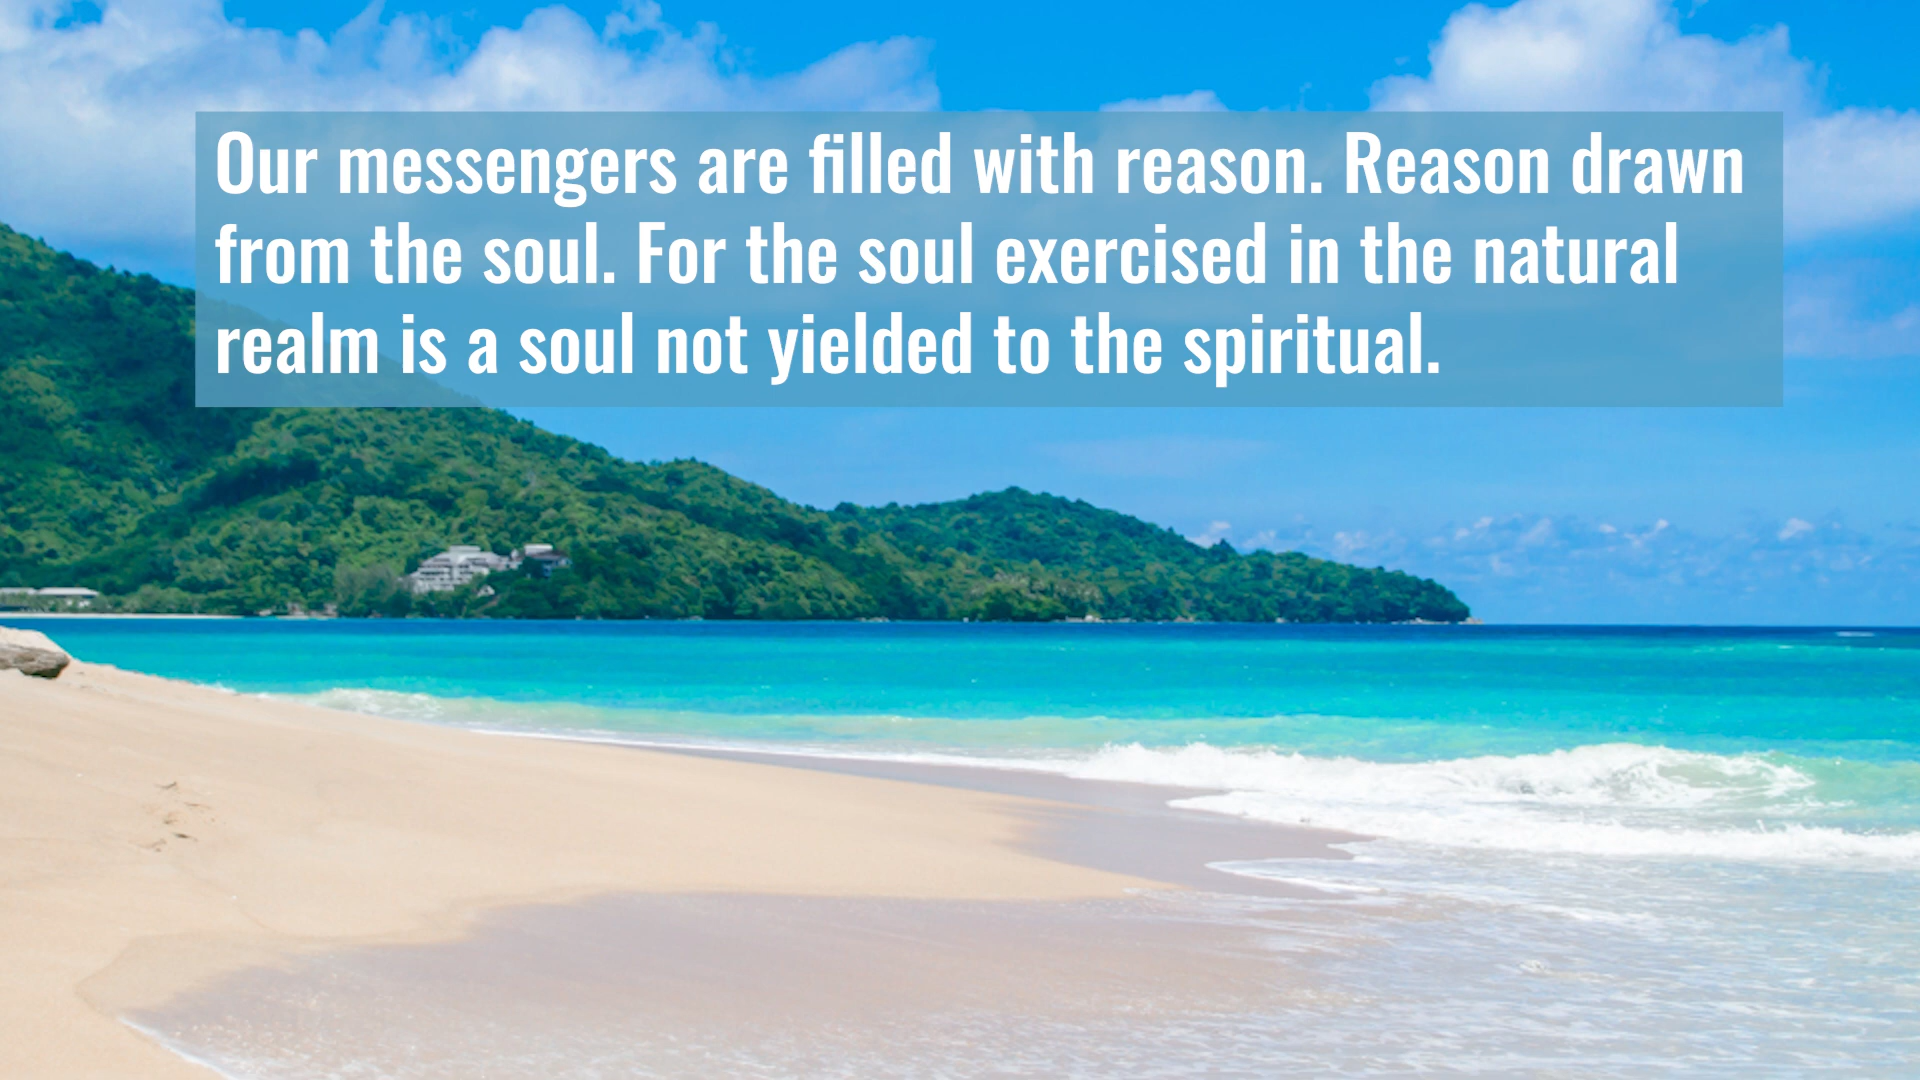 Our messengers are filled with reason. Reason drawn
from the soul. For the soul exercised in the natural
realm is a soul not yielded to the spiritual.